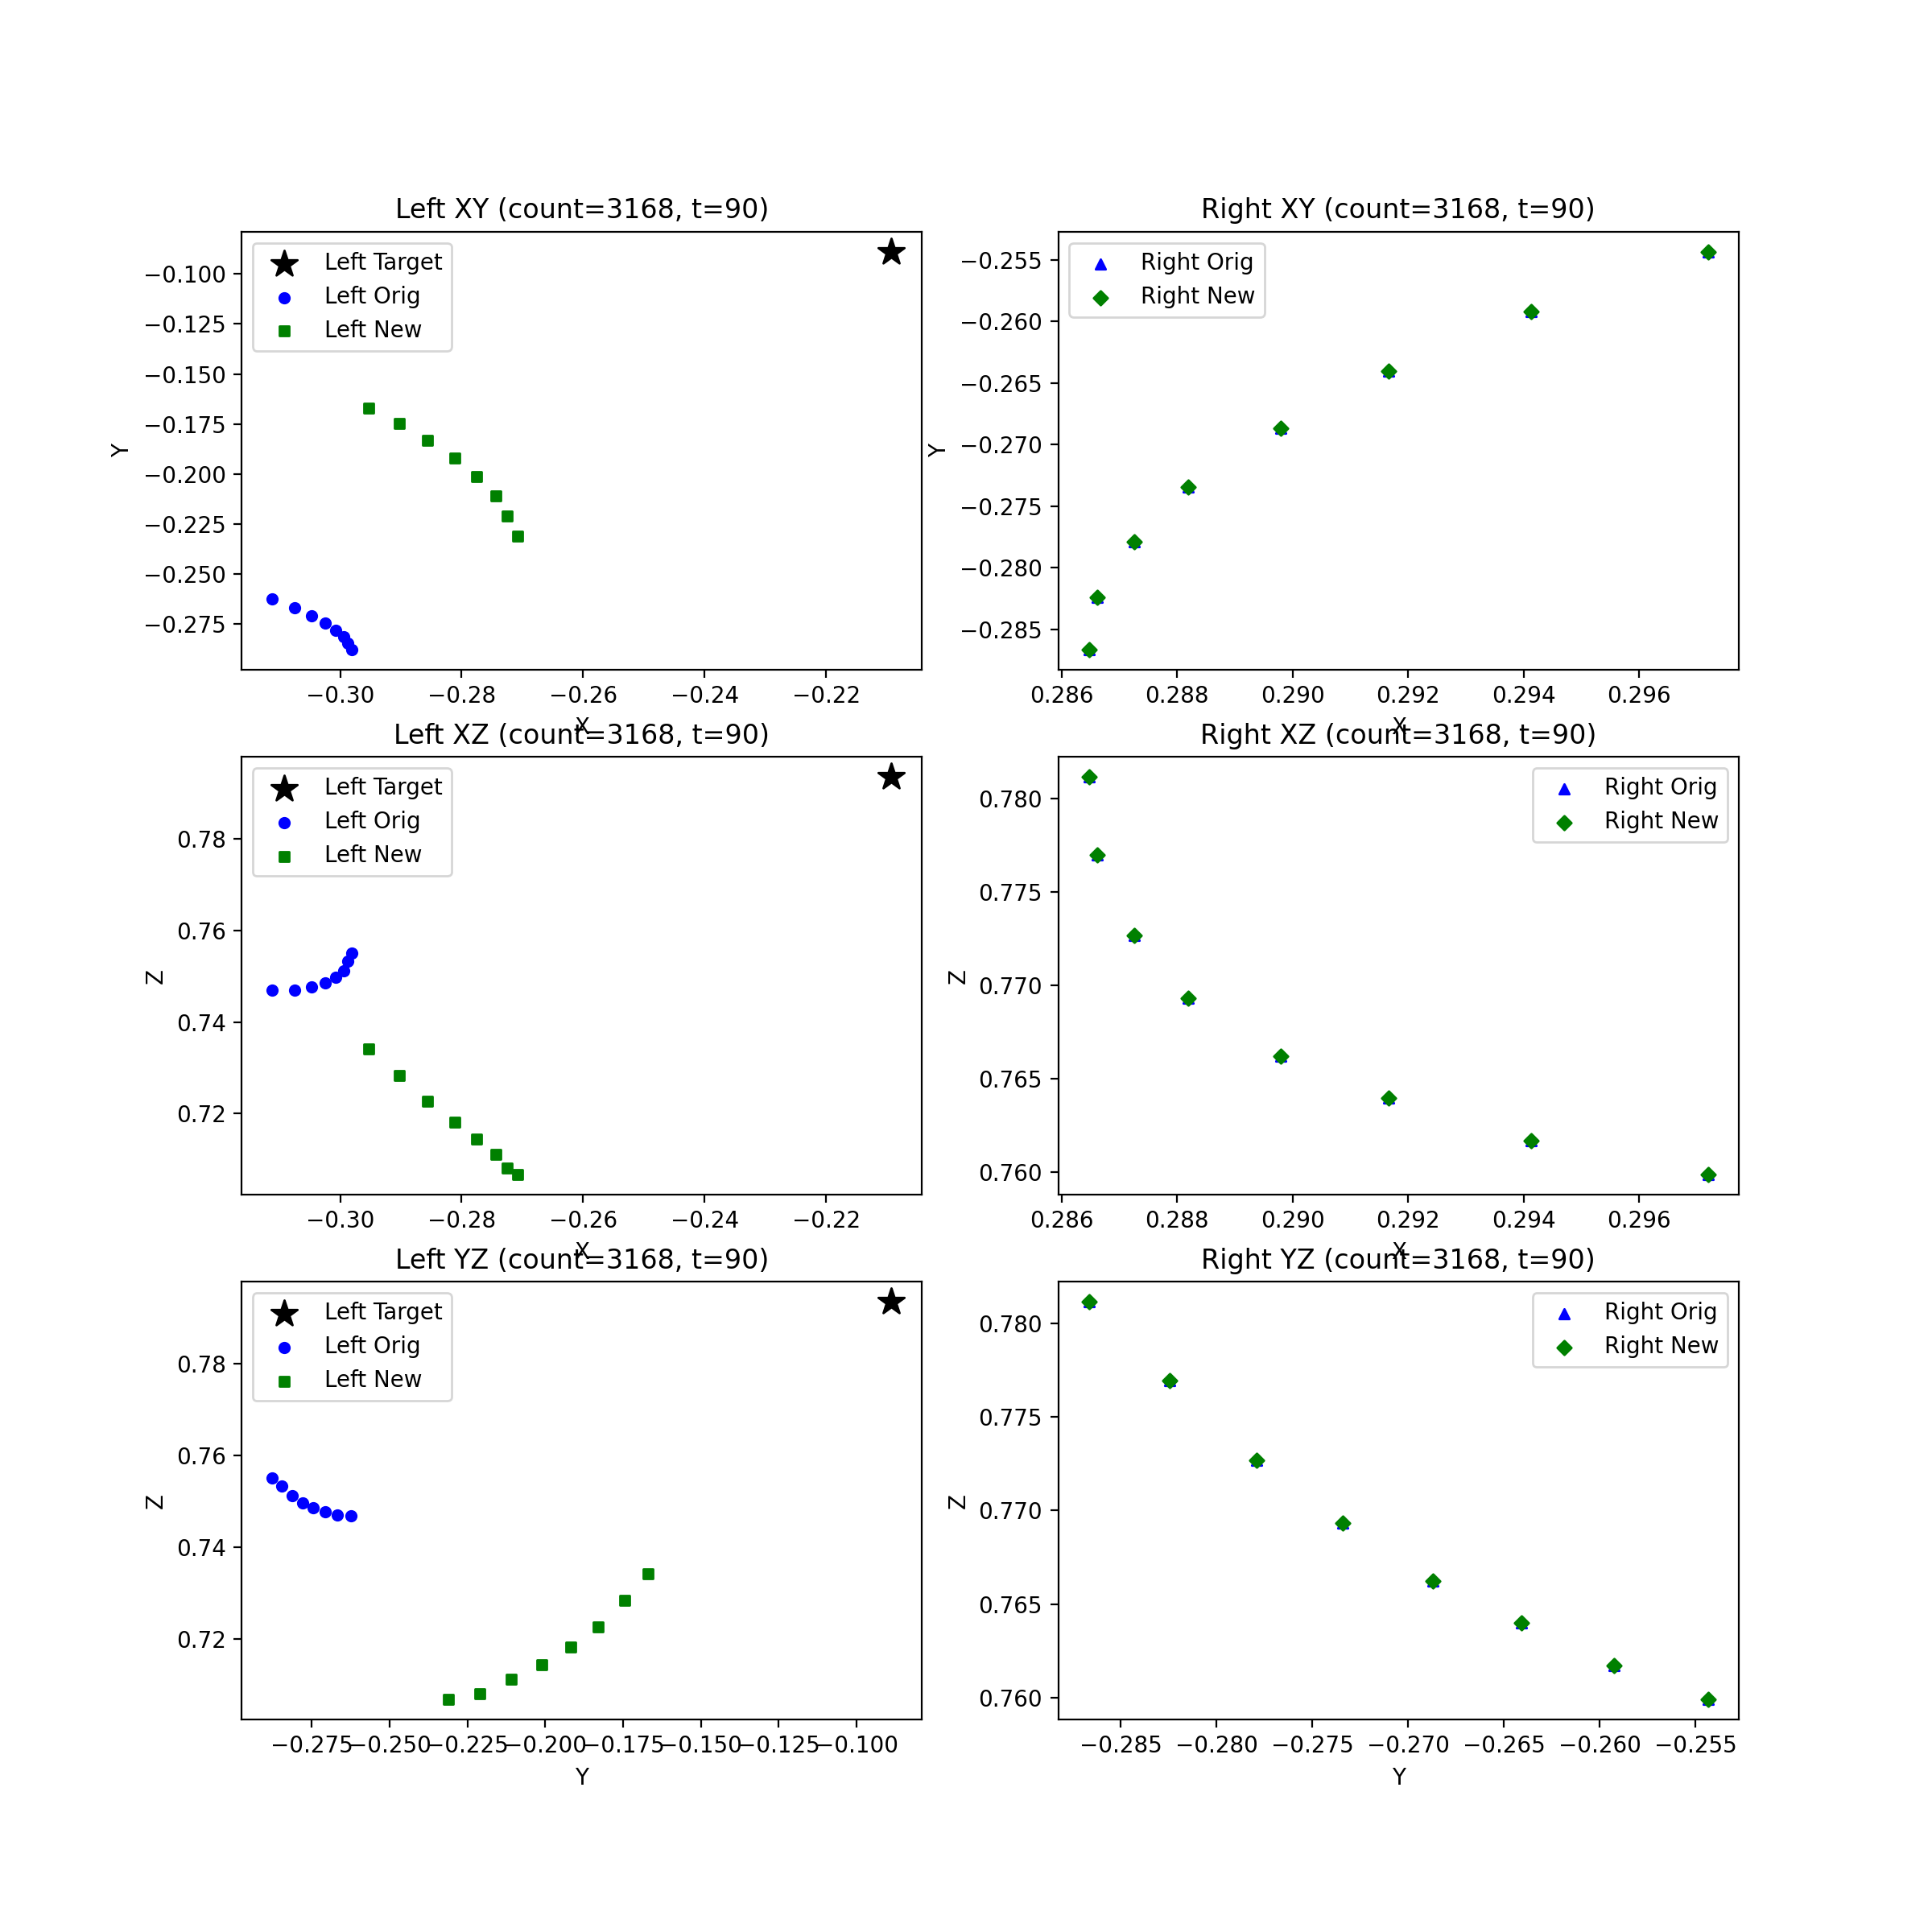 Left XY (count=3168, t=90)
Left Target
Left Orig
Left New
−0.100
−0.125
−0.150
−0.175
−0.200
−0.225
−0.250
−0.275
Y
−0.30 −0.28 −0.26 −0.24 −0.22
X
Right XY (count=3168, t=90)
Right Orig
Right New
−0.255
−0.260
−0.265
−0.270
−0.275
−0.280
−0.285
Y
0.286 0.288 0.290 0.292 0.294 0.296
X
Left XZ (count=3168, t=90)
Left Target
Left Orig
Left New
0.78
0.76
0.74
0.72
Z
−0.30 −0.28 −0.26 −0.24 −0.22
X
Right XZ (count=3168, t=90)
Right Orig
Right New
0.780
0.775
0.770
0.765
0.760
Z
0.286 0.288 0.290 0.292 0.294 0.296
X
Left YZ (count=3168, t=90)
Left Target
Left Orig
Left New
0.78
0.76
0.74
0.72
Z
−0.275 −0.250 −0.225 −0.200 −0.175 −0.150 −0.125 −0.100
Y
Right YZ (count=3168, t=90)
Right Orig
Right New
0.780
0.775
0.770
0.765
0.760
Z
−0.285 −0.280 −0.275 −0.270 −0.265 −0.260 −0.255
Y